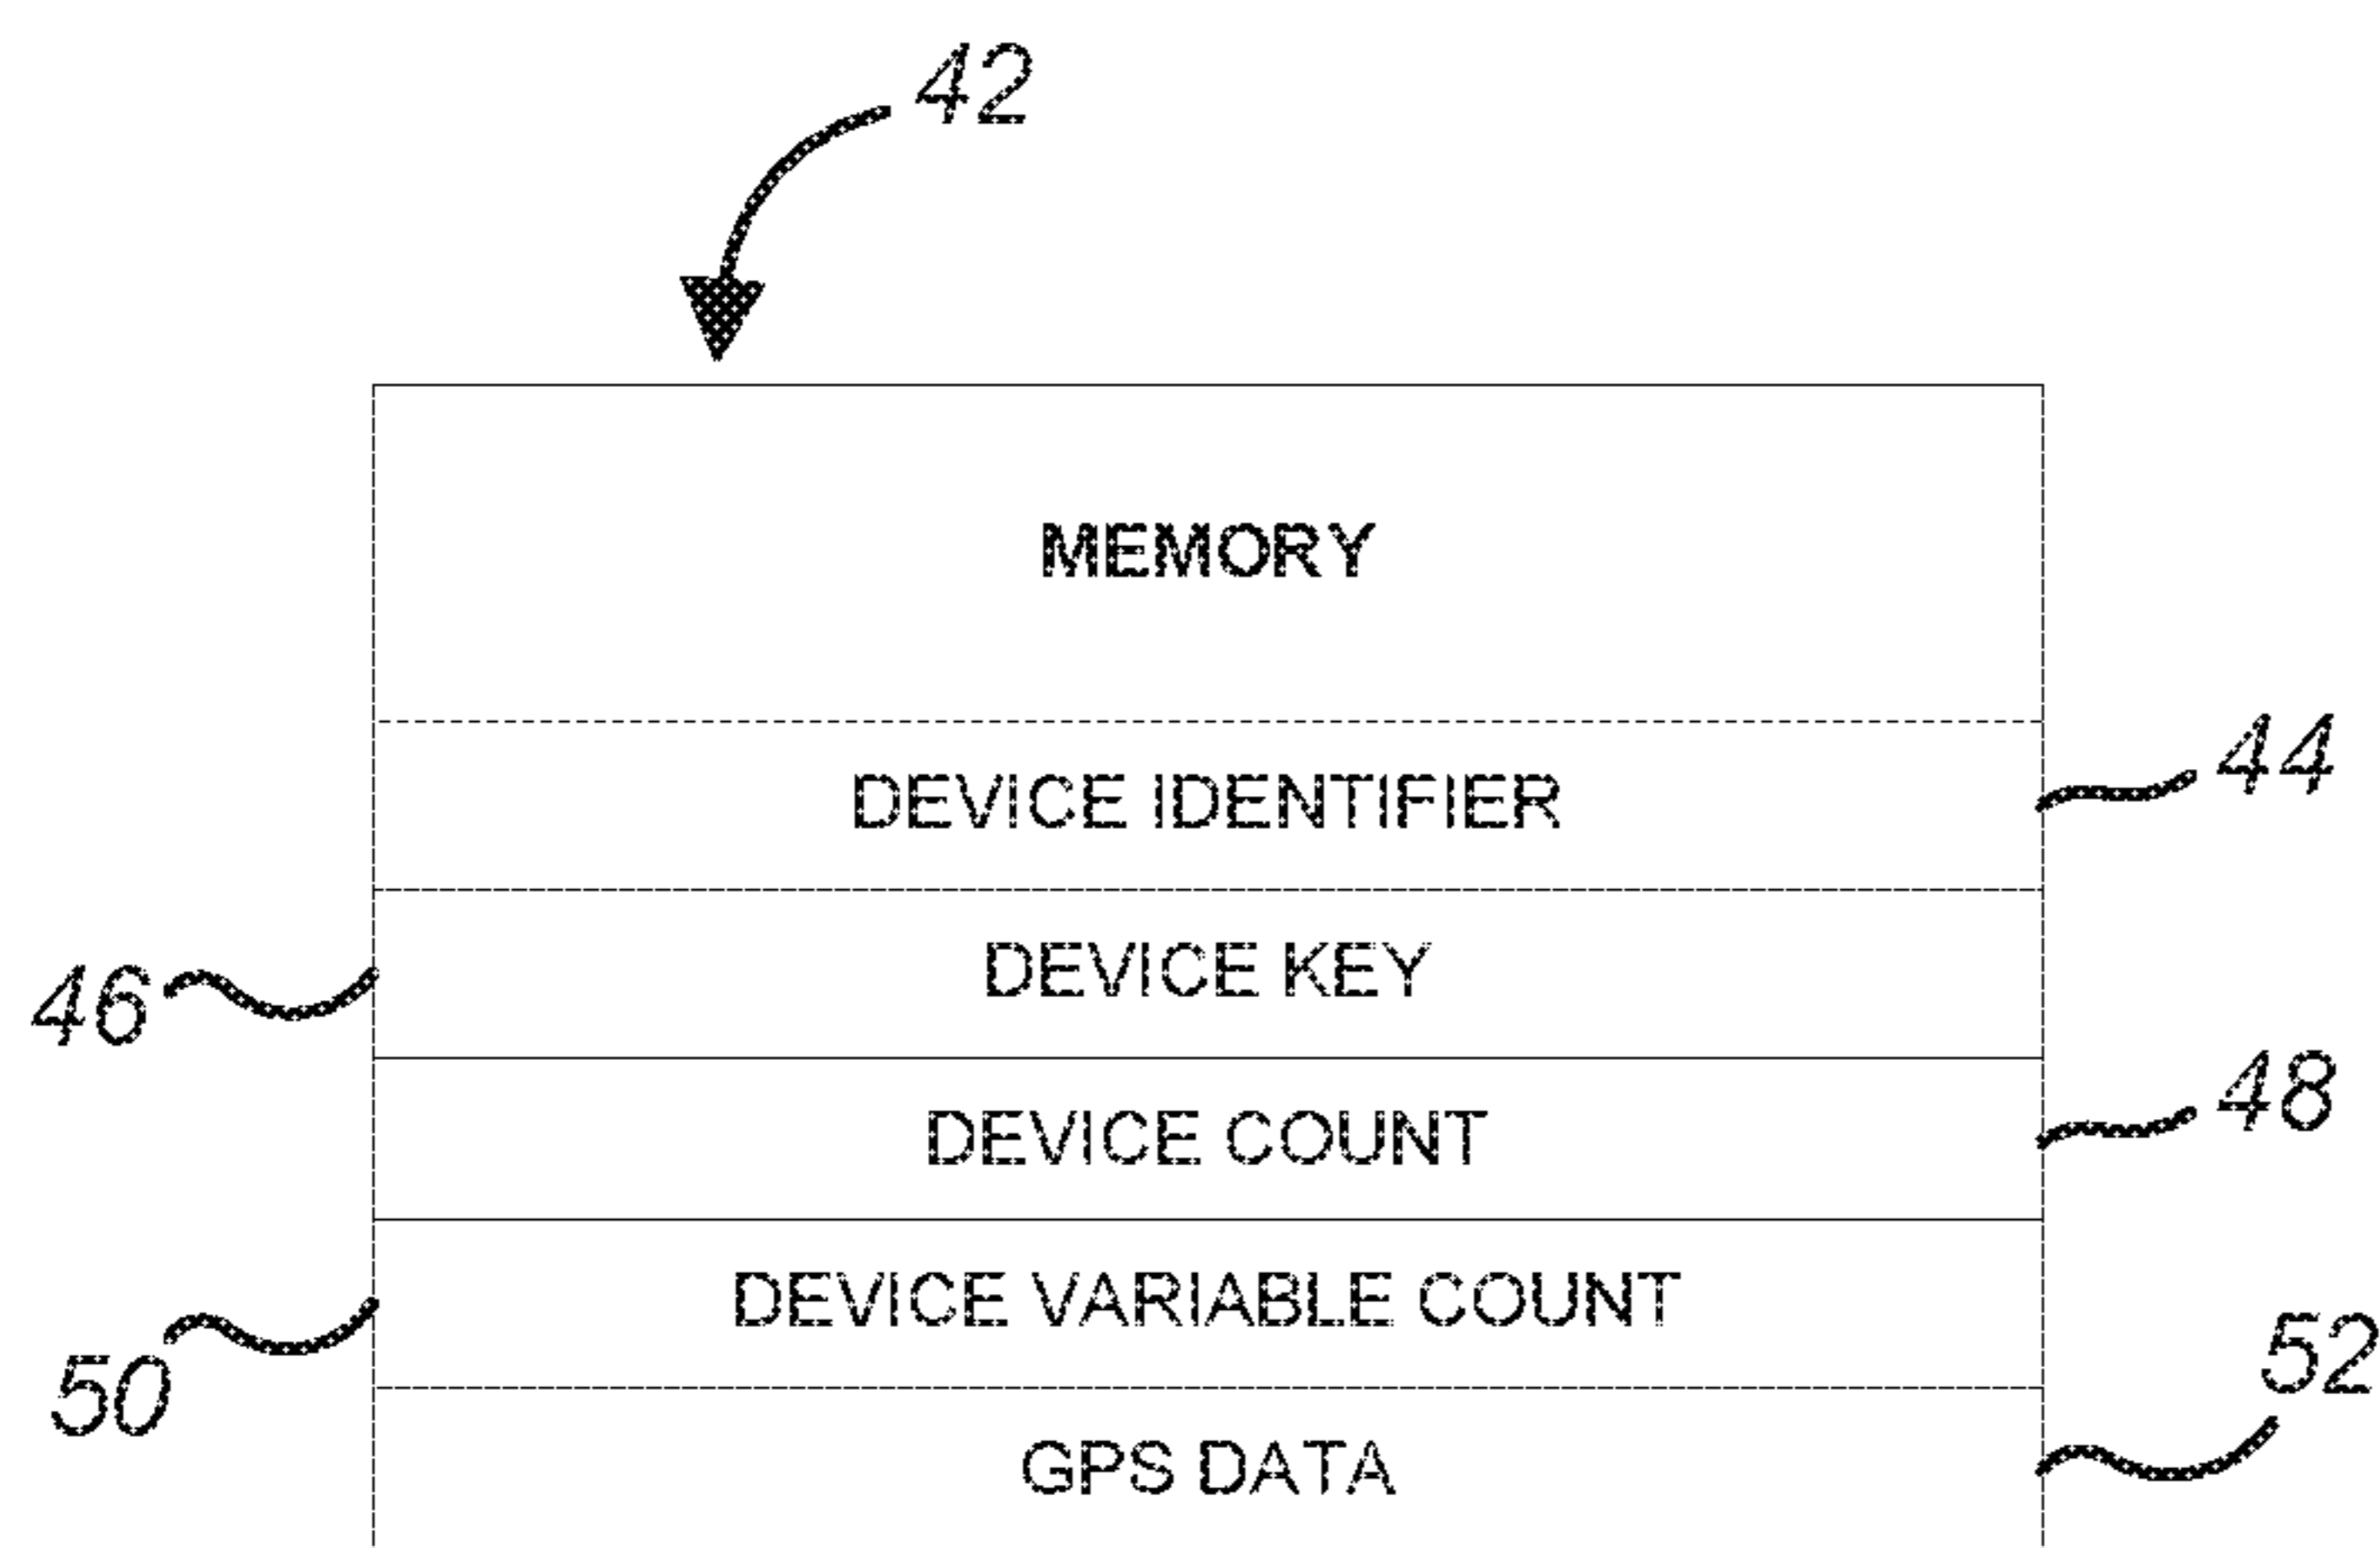 42
MEMORY
DEVICE IDENTIFIER 44
46 DEVICE KEY
DEVICE COUNT 48
50 DEVICE VARIABLE COUNT
GPS DATA 52